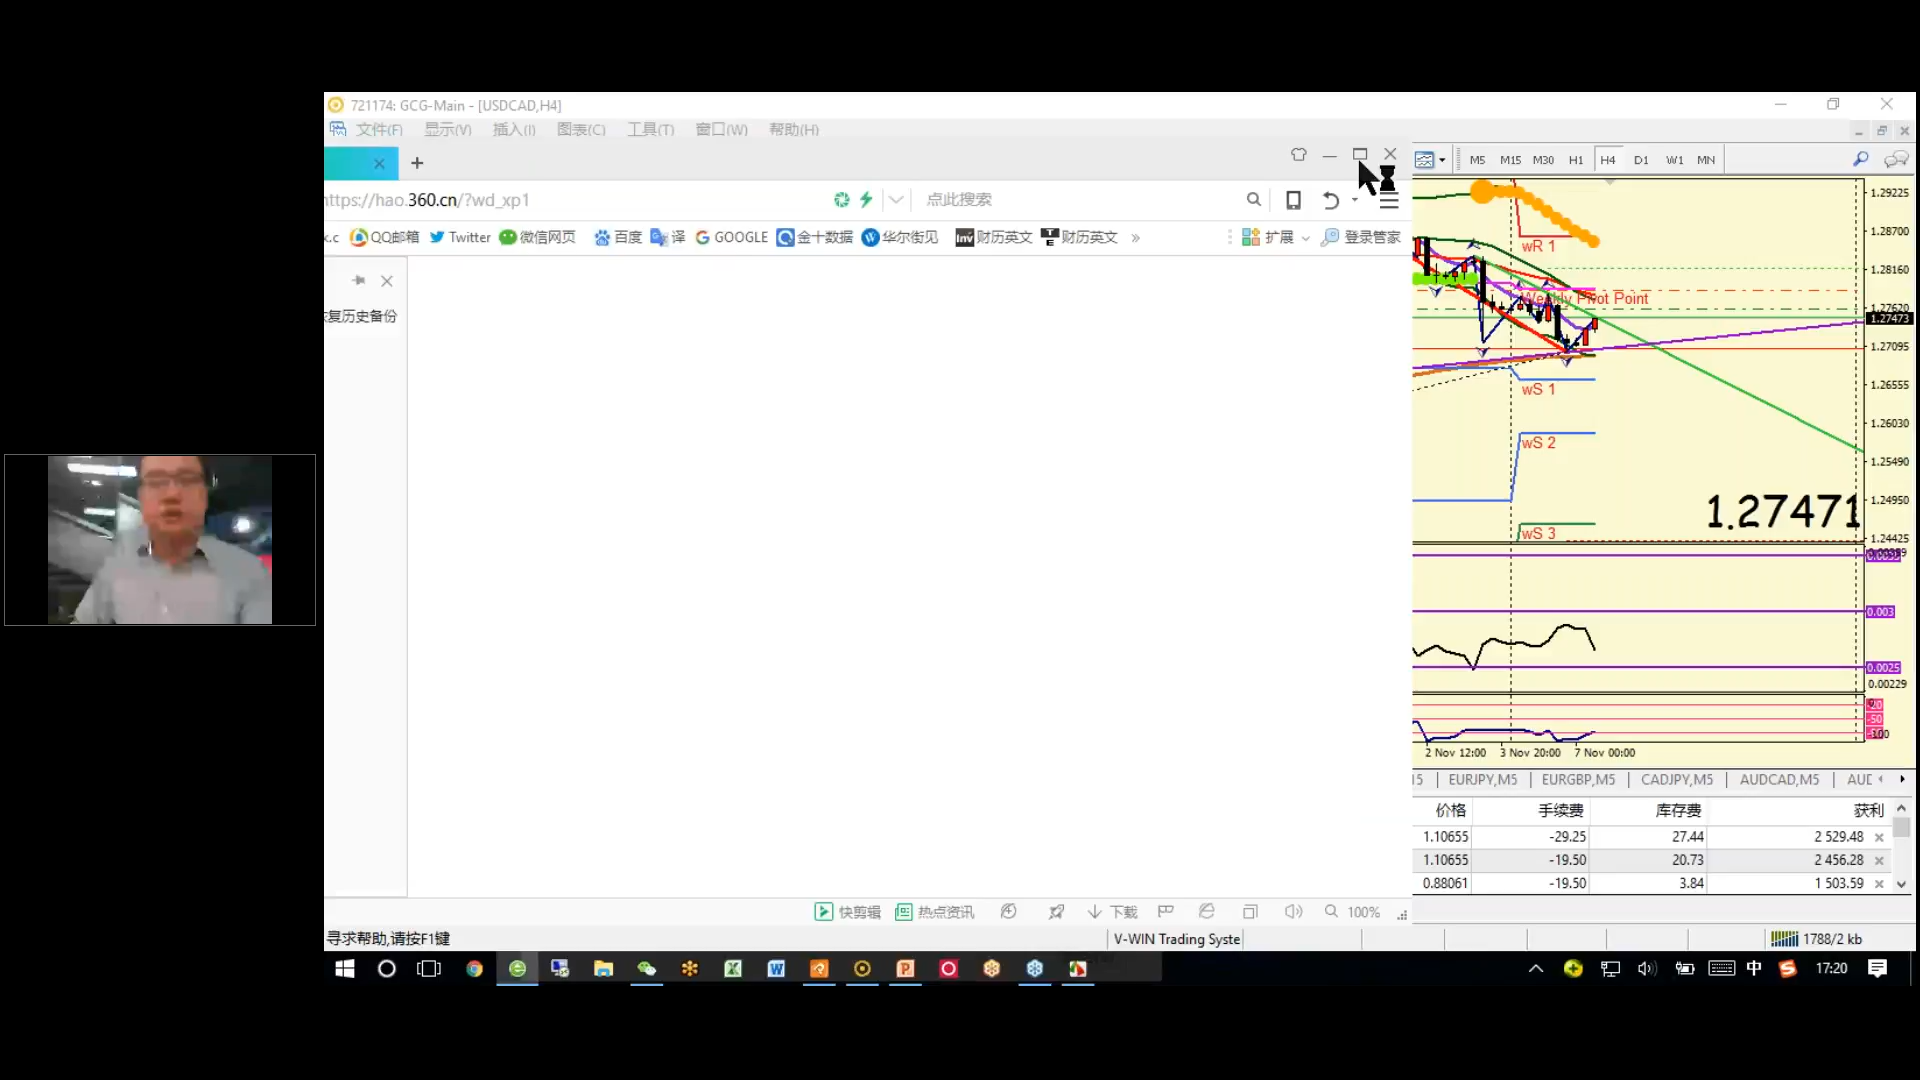 721174: GCG-Main - [USDCAD,H4]
文件(F) 显示(V) 插入(I) 图表(C) 工具(T) 窗口(W) 帮助(H)
M5 M15 M30 H1 H4 D1 W1 MN
ttps://hao.360.cn/?wd_xp1 点此搜索
QQ邮箱 Twitter 微信网页 百度 译 GOOGLE 金十数据 华尔街见 财历英文 财历英文 » 扩展 登录管家
复历史备份
1.29225
1.28700
1.28160
1.27620
1.27473
1.27095
1.26555
1.26030
1.25490
1.24950
1.24425
wR 1
Weekly Pivot Point
wS 1
wS 2
wS 3
1.27471
0.003
0.0025
0.00229
-20
-50
-100
2 Nov 12:00 3 Nov 20:00 7 Nov 00:00
EURJPY,M5 EURGBP,M5 CADJPY,M5 AUDCAD,M5
价格 手续费 库存费 获利
1.10655 -29.25 27.44 2 529.48
1.10655 -19.50 20.73 2 456.28
0.88061 -19.50 3.84 1 503.59
快剪辑 热点资讯 下载 100%
寻求帮助,请按F1键 V-WIN Trading Syste 1788/2 kb
中 17:20